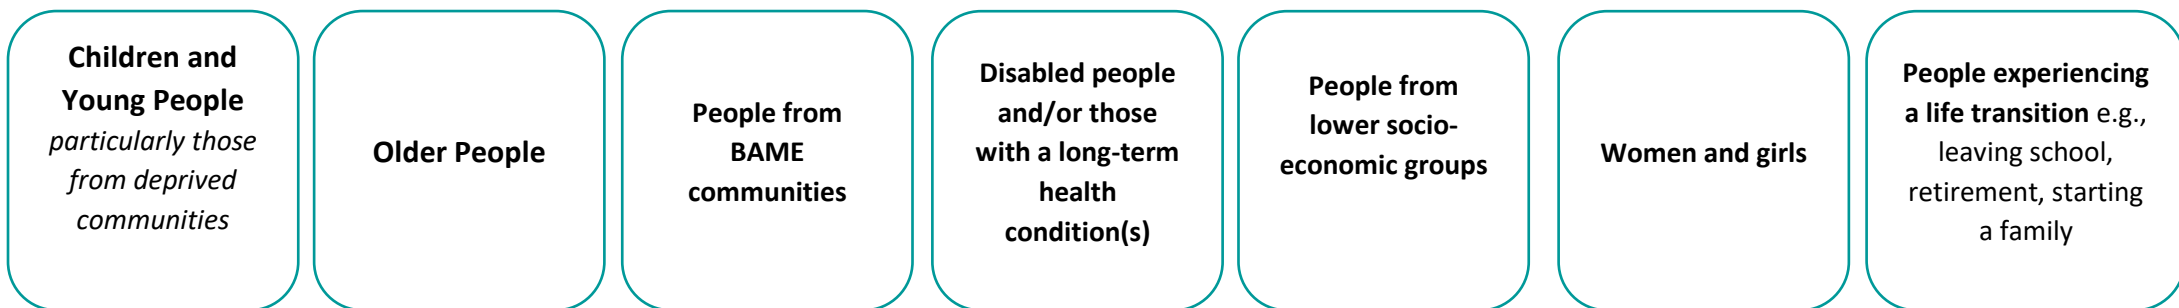 Children and
Young People
particularly those
from deprived
communities
Older People
People from
BAME
communities
Disabled people
and/or those
with a long-term
health
condition(s)
People from
lower socio-
economic groups
Women and girls
People experiencing
a life transition e.g.,
leaving school,
retirement, starting
a family